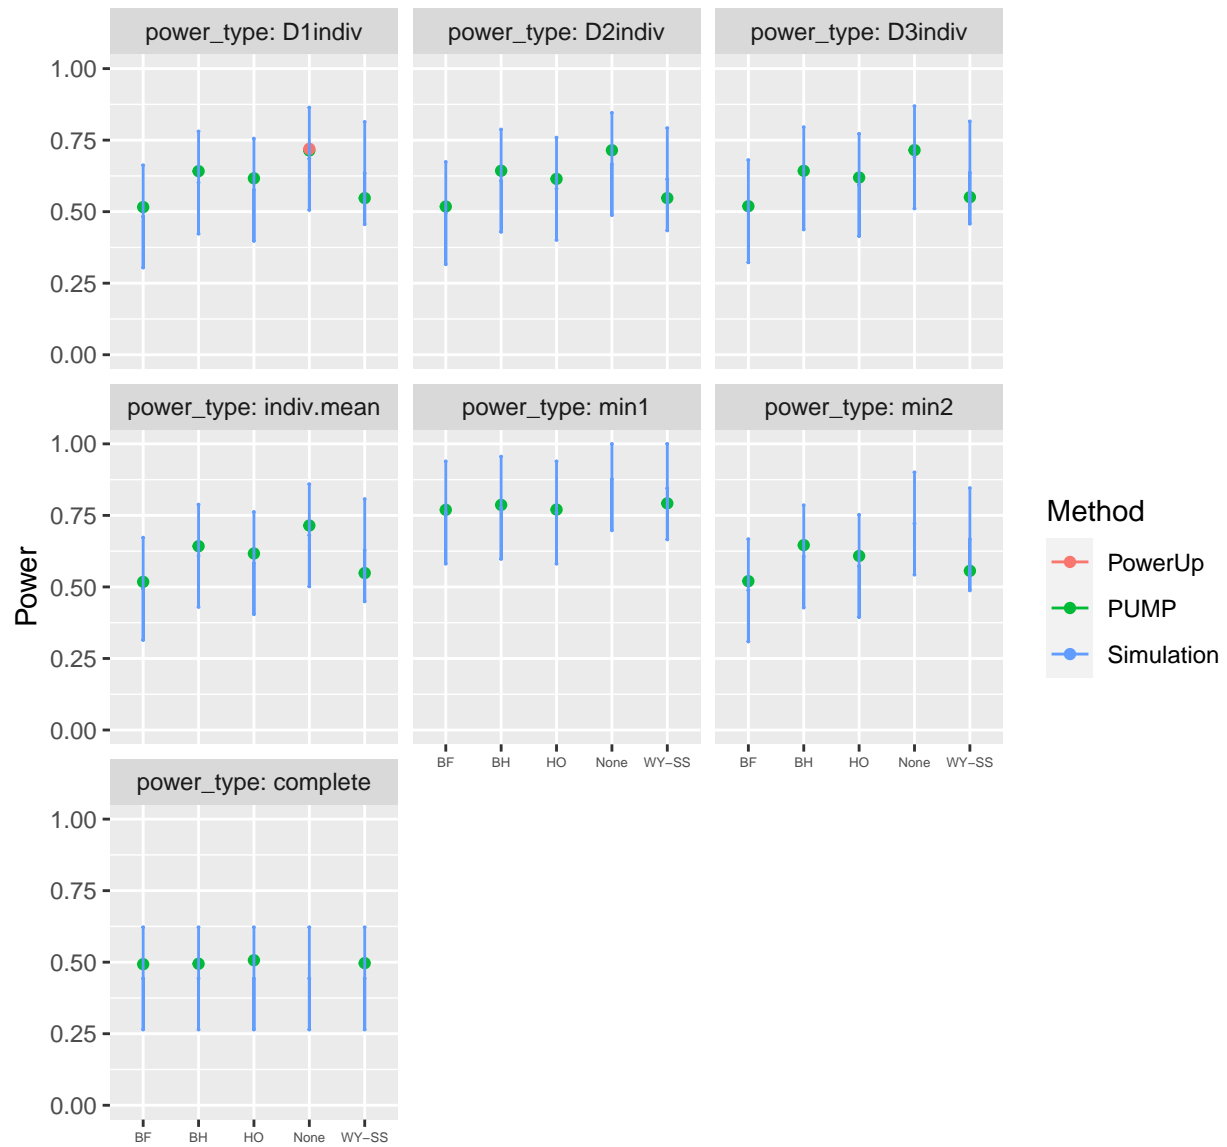 power_type: D1indiv
power_type: D2indiv
power_type: D3indiv
1.00
0.75
0.50
0.25
0.00
power_type: indiv.mean
power_type: min1
power_type: min2
1.00
0.75
0.50
0.25
0.00
BF BH HO None WY−SS
BF BH HO None WY−SS
power_type: complete
1.00
0.75
0.50
0.25
0.00
BF BH HO None WY−SS
Power
Method
PowerUp
PUMP
Simulation